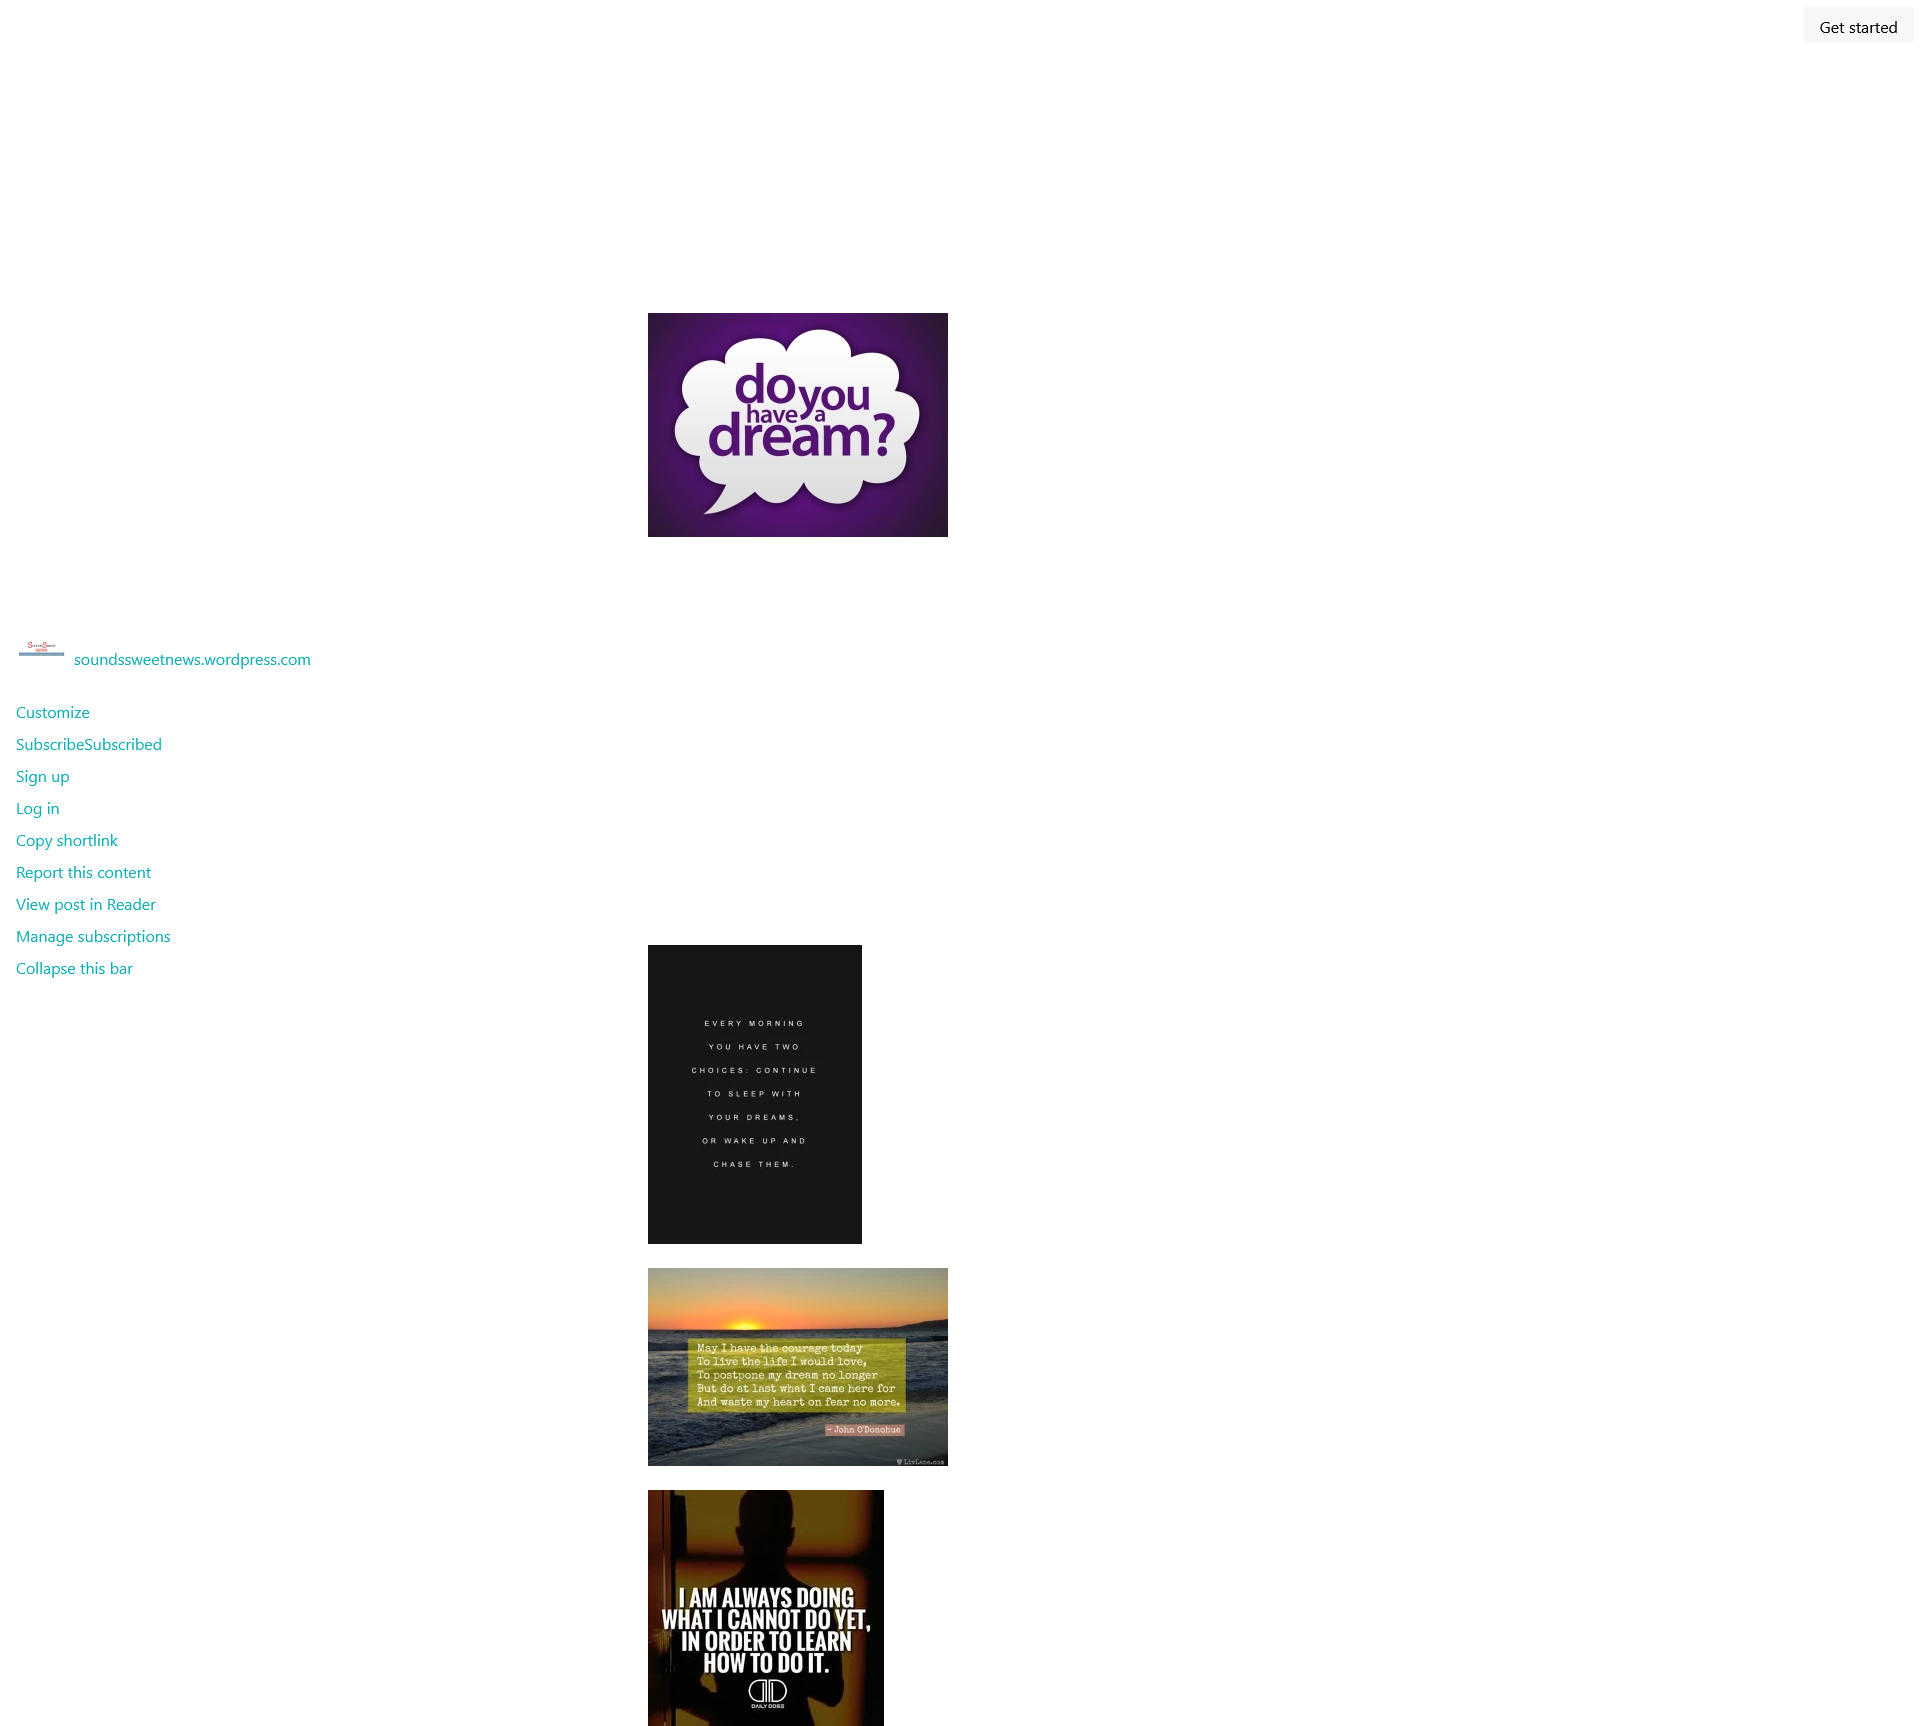 Get started
do you
have a
dream?
soundssweetnews.wordpress.com
Customize
SubscribeSubscribed
Sign up
Log in
Copy shortlink
Report this content
View post in Reader
Manage subscriptions
Collapse this bar
EVERY MORNING
YOU HAVE TWO
CHOICES: CONTINUE
TO SLEEP WITH
YOUR DREAMS,
OR WAKE UP AND
CHASE THEM.
May I have the courage today
To live the life I would love,
To postpone my dream no longer
But do at last what I came here for
And waste my heart on fear no more.
~ John O'Donohue
LivLane.com
I AM ALWAYS DOING
WHAT I CANNOT DO YET,
IN ORDER TO LEARN
HOW TO DO IT.
DAILY DOSE